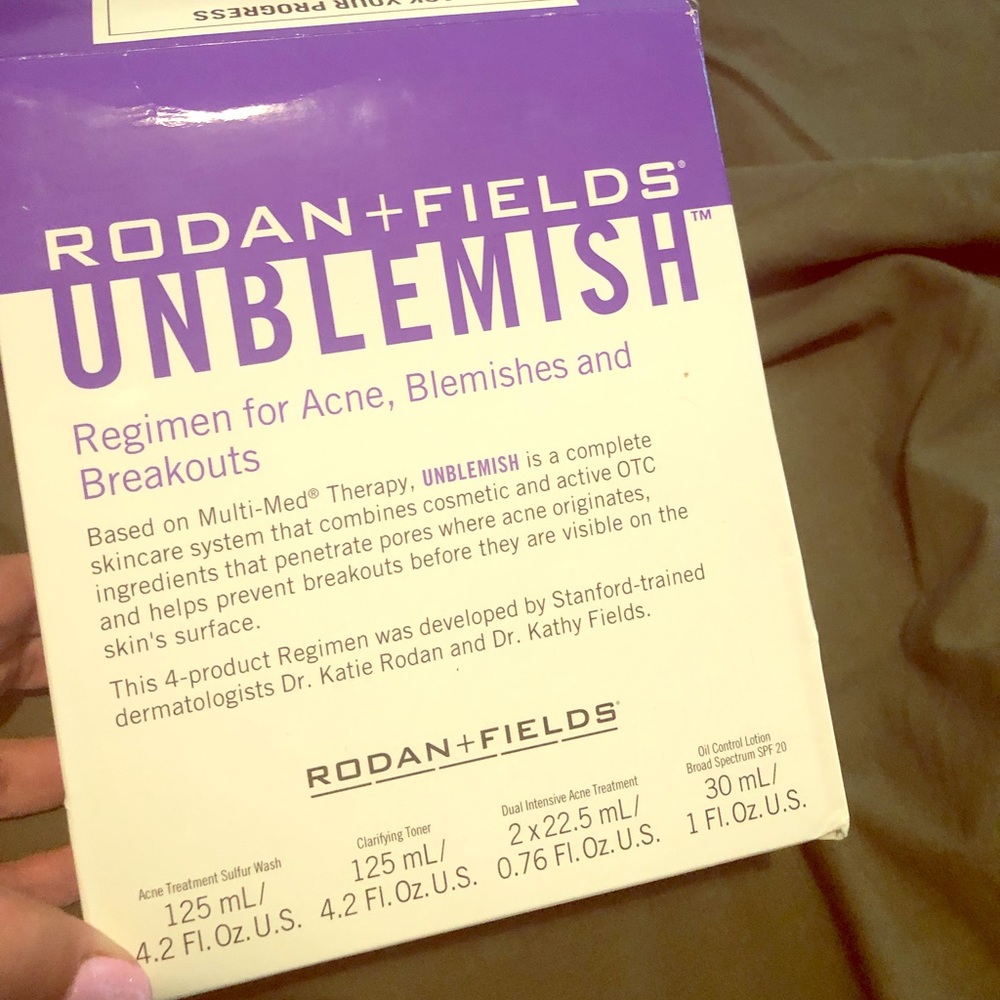 YOUR PROGRESS
RODAN+FIELDS®
UNBLEMISH™
Regimen for Acne, Blemishes and
Breakouts
Based on Multi-Med® Therapy, UNBLEMISH is a complete
skincare system that combines cosmetic and active OTC
ingredients that penetrate pores where acne originates,
and helps prevent breakouts before they are visible on the
skin's surface.
This 4-product Regimen was developed by Stanford-trained
dermatologists Dr. Katie Rodan and Dr. Kathy Fields.
RODAN+FIELDS®
Acne Treatment Sulfur Wash
125 mL/
4.2 Fl.Oz.U.S.
Clarifying Toner
125 mL/
4.2 Fl.Oz.U.S.
Dual Intensive Acne Treatment
2 x 22.5 mL/
0.76 Fl.Oz.U.S.
Oil Control Lotion
Broad Spectrum SPF 20
30 mL/
1 Fl.Oz.U.S.